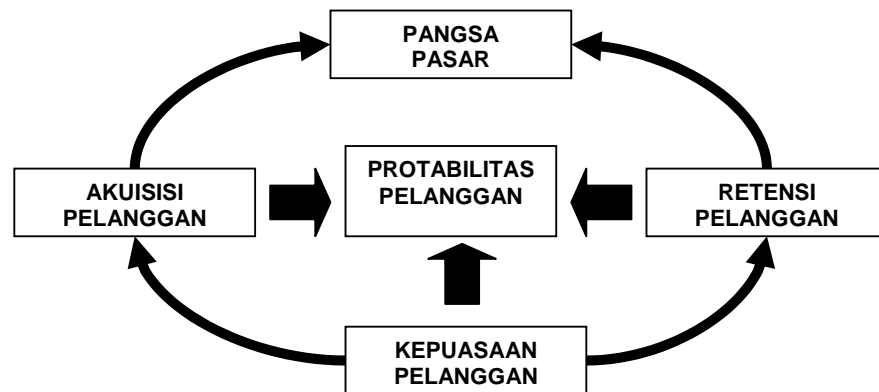 PANGSA
PASAR
AKUISISI
PELANGGAN
PROTABILITAS
PELANGGAN
RETENSI
PELANGGAN
KEPUASAAN
PELANGGAN